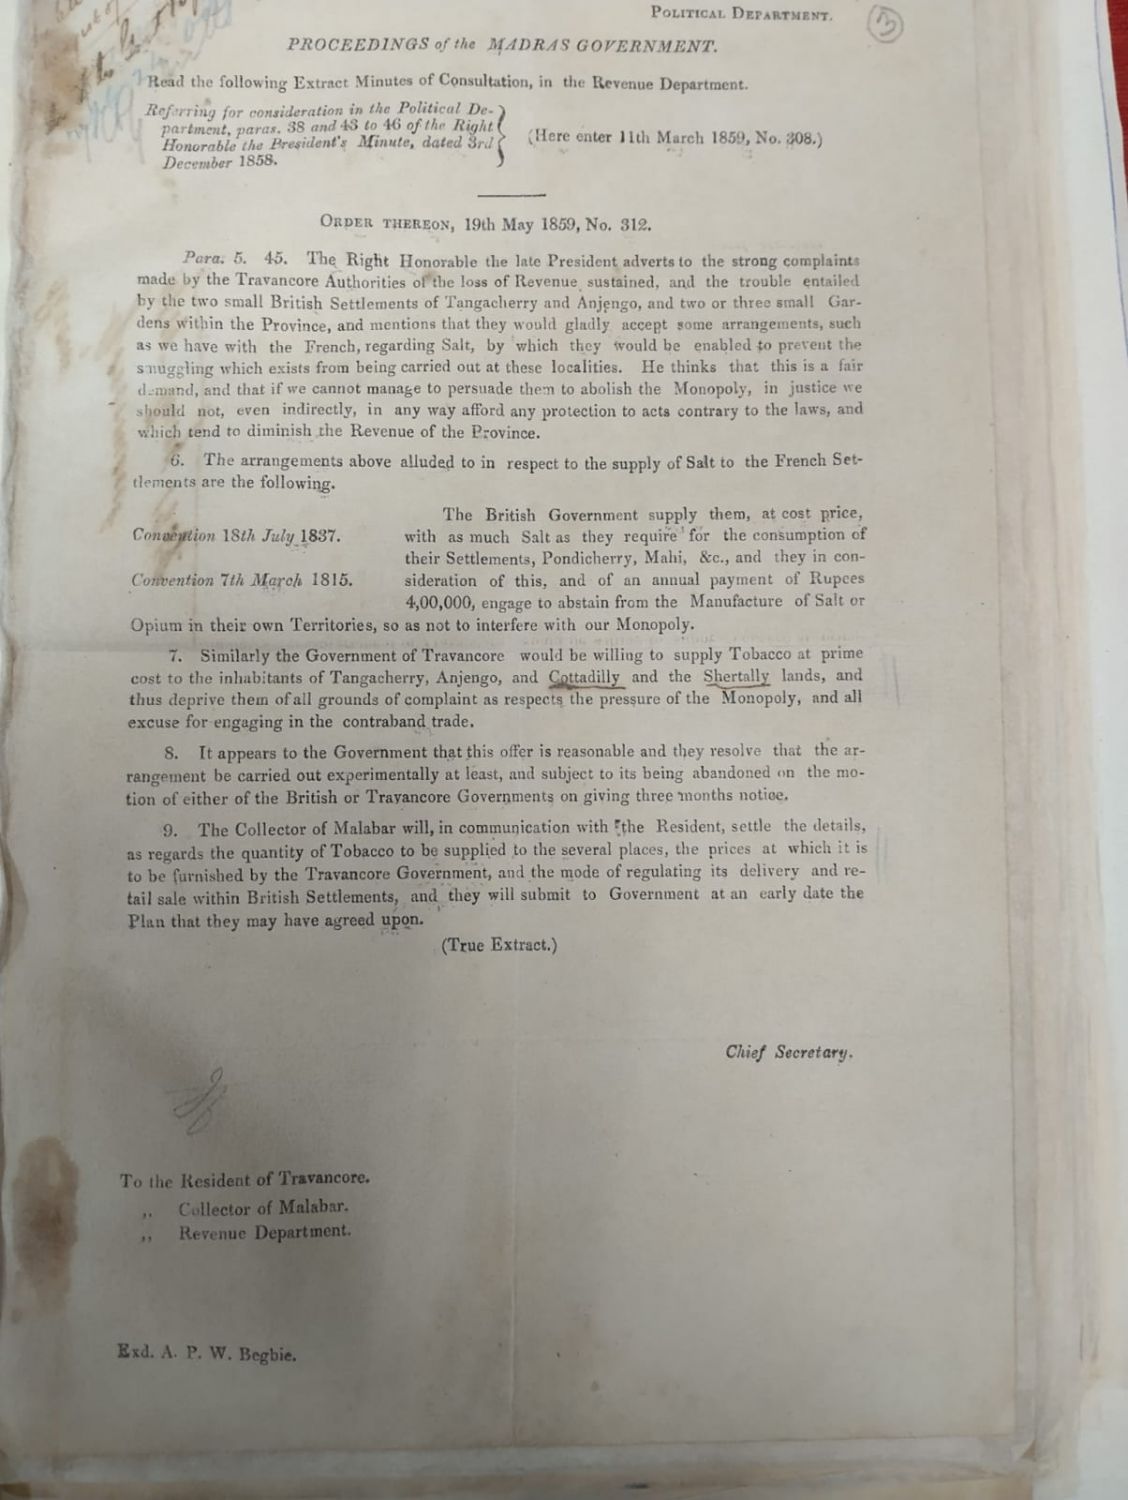 POLITICAL DEPARTMENT.
3
PROCEEDINGS of the MADRAS GOVERNMENT.
Read the following Extract Minutes of Consultation, in the Revenue Department.
Referring for consideration in the Political De-
partment, paras. 38 and 43 to 46 of the Right
Honorable the President's Minute, dated 3rd
December 1858.
(Here enter 11th March 1859, No. 308.)
ORDER THEREON, 19th May 1859, No. 312.
Para. 5. 45. The Right Honorable the late President adverts to the strong complaints
made by the Travancore Authorities of the loss of Revenue sustained, and the trouble entailed
by the two small British Settlements of Tangacherry and Anjengo, and two or three small Gar-
dens within the Province, and mentions that they would gladly accept some arrangements, such
as we have with the French, regarding Salt, by which they would be enabled to prevent the
smuggling which exists from being carried out at these localities. He thinks that this is a fair
demand, and that if we cannot manage to persuade them to abolish the Monopoly, in justice we
should not, even indirectly, in any way afford any protection to acts contrary to the laws, and
which tend to diminish the Revenue of the Province.
6. The arrangements above alluded to in respect to the supply of Salt to the French Set-
tlements are the following.
The British Government supply them, at cost price,
Convention 18th July 1837. with as much Salt as they require for the consumption of
their Settlements, Pondicherry, Mahi, &c., and they in con-
Convention 7th March 1815. sideration of this, and of an annual payment of Rupees
4,00,000, engage to abstain from the Manufacture of Salt or
Opium in their own Territories, so as not to interfere with our Monopoly.
7. Similarly the Government of Travancore would be willing to supply Tobacco at prime
cost to the inhabitants of Tangacherry, Anjengo, and Cottadilly and the Shertally lands, and
thus deprive them of all grounds of complaint as respects the pressure of the Monopoly, and all
excuse for engaging in the contraband trade.
8. It appears to the Government that this offer is reasonable and they resolve that the ar-
rangement be carried out experimentally at least, and subject to its being abandoned on the mo-
tion of either of the British or Travancore Governments on giving three months notice.
9. The Collector of Malabar will, in communication with the Resident, settle the details,
as regards the quantity of Tobacco to be supplied to the several places, the prices at which it is
to be furnished by the Travancore Government, and the mode of regulating its delivery and re-
tail sale within British Settlements, and they will submit to Government at an early date the
Plan that they may have agreed upon.
(True Extract.)
Chief Secretary.
To the Resident of Travancore.
,, Collector of Malabar.
,, Revenue Department.
Exd. A. P. W. Begbie.